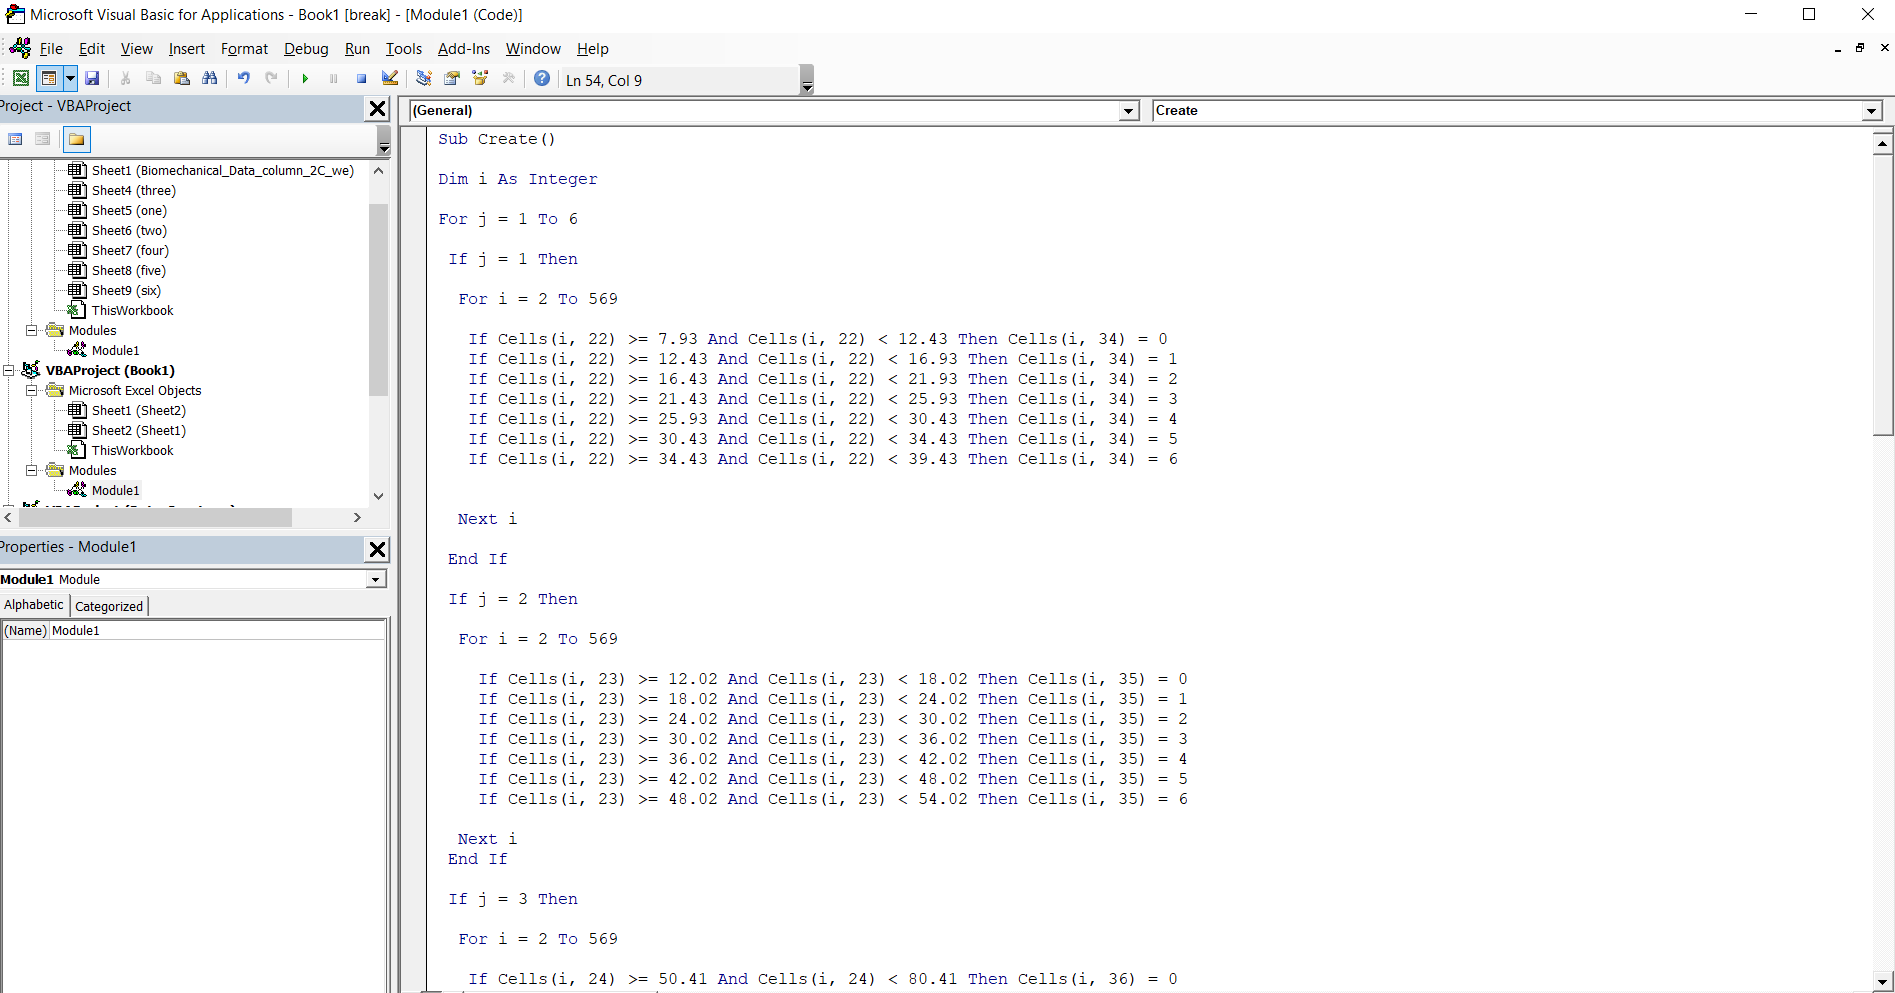 Microsoft Visual Basic for Applications - Book1 [break] - [Module1 (Code)]
File Edit View Insert Format Debug Run Tools Add-Ins Window Help
Ln 54, Col 9
Project - VBAProject
Sheet1 (Biomechanical_Data_column_2C_we)
Sheet4 (three)
Sheet5 (one)
Sheet6 (two)
Sheet7 (four)
Sheet8 (five)
Sheet9 (six)
ThisWorkbook
Modules
Module1
VBAProject (Book1)
Microsoft Excel Objects
Sheet1 (Sheet2)
Sheet2 (Sheet1)
ThisWorkbook
Modules
Module1
Properties - Module1
Module1 Module
Alphabetic Categorized
(Name) Module1
(General) Create
Sub Create()
Dim i As Integer
For j = 1 To 6
If j = 1 Then
For i = 2 To 569
If Cells(i, 22) >= 7.93 And Cells(i, 22) < 12.43 Then Cells(i, 34) = 0
If Cells(i, 22) >= 12.43 And Cells(i, 22) < 16.93 Then Cells(i, 34) = 1
If Cells(i, 22) >= 16.43 And Cells(i, 22) < 21.93 Then Cells(i, 34) = 2
If Cells(i, 22) >= 21.43 And Cells(i, 22) < 25.93 Then Cells(i, 34) = 3
If Cells(i, 22) >= 25.93 And Cells(i, 22) < 30.43 Then Cells(i, 34) = 4
If Cells(i, 22) >= 30.43 And Cells(i, 22) < 34.43 Then Cells(i, 34) = 5
If Cells(i, 22) >= 34.43 And Cells(i, 22) < 39.43 Then Cells(i, 34) = 6
Next i
End If
If j = 2 Then
For i = 2 To 569
If Cells(i, 23) >= 12.02 And Cells(i, 23) < 18.02 Then Cells(i, 35) = 0
If Cells(i, 23) >= 18.02 And Cells(i, 23) < 24.02 Then Cells(i, 35) = 1
If Cells(i, 23) >= 24.02 And Cells(i, 23) < 30.02 Then Cells(i, 35) = 2
If Cells(i, 23) >= 30.02 And Cells(i, 23) < 36.02 Then Cells(i, 35) = 3
If Cells(i, 23) >= 36.02 And Cells(i, 23) < 42.02 Then Cells(i, 35) = 4
If Cells(i, 23) >= 42.02 And Cells(i, 23) < 48.02 Then Cells(i, 35) = 5
If Cells(i, 23) >= 48.02 And Cells(i, 23) < 54.02 Then Cells(i, 35) = 6
Next i
End If
If j = 3 Then
For i = 2 To 569
If Cells(i, 24) >= 50.41 And Cells(i, 24) < 80.41 Then Cells(i, 36) = 0